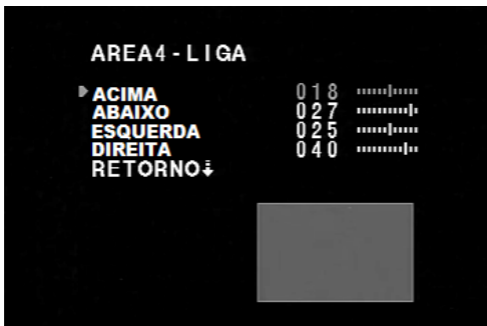 AREA4-LIGA
ACIMA 018
ABAIXO 027
ESQUERDA 025
DIREITA 040
RETORNO